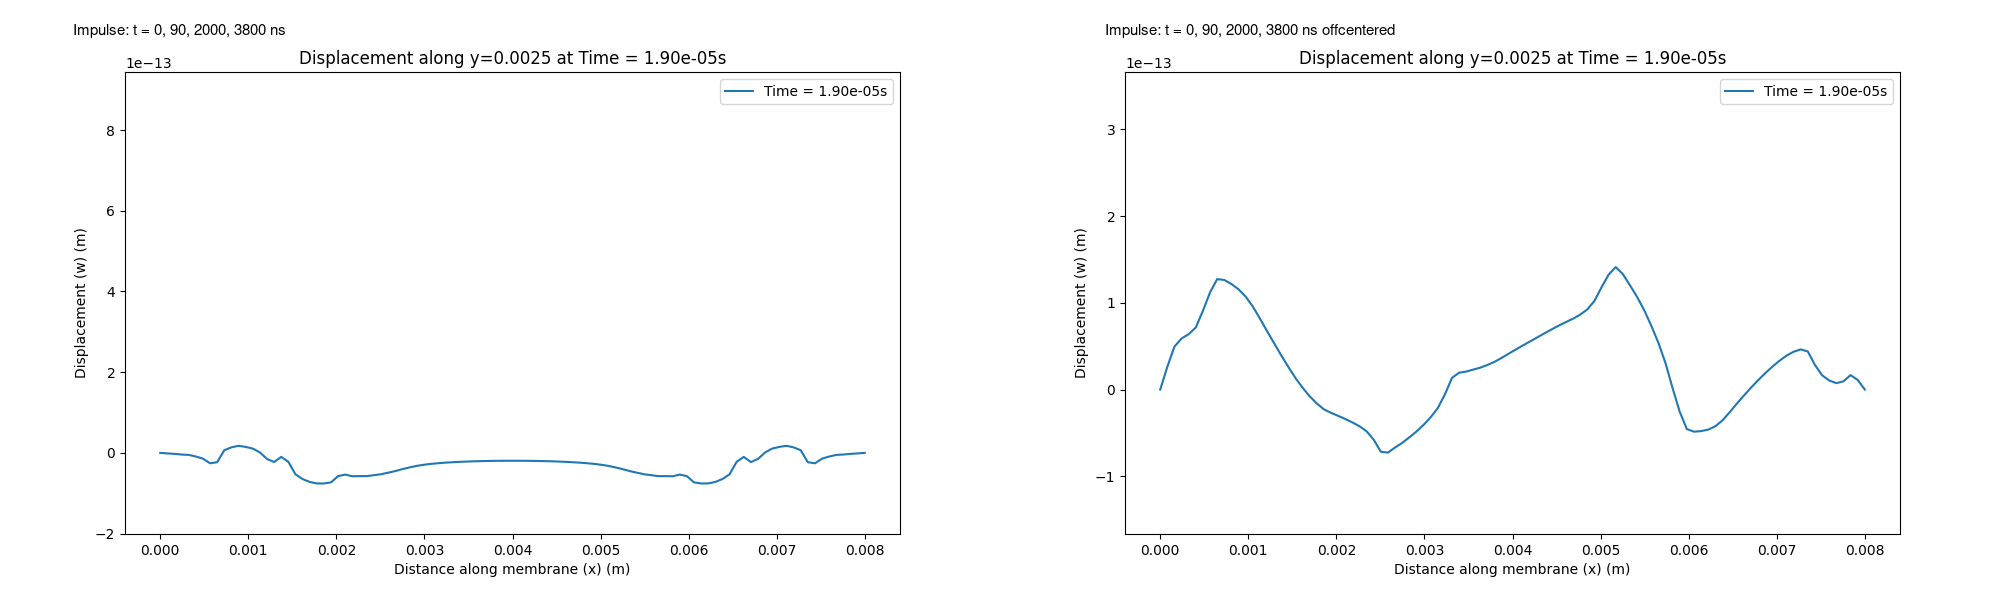 Impulse: t = 0, 90, 2000, 3800 ns
Displacement along y=0.0025 at Time = 1.90e-05s
1e−13
Time = 1.90e-05s
8
6
4
2
0
−2
Displacement (w) (m)
0.000 0.001 0.002 0.003 0.004 0.005 0.006 0.007 0.008
Distance along membrane (x) (m)
Impulse: t = 0, 90, 2000, 3800 ns offcentered
Displacement along y=0.0025 at Time = 1.90e-05s
1e−13
Time = 1.90e-05s
3
2
1
0
−1
Displacement (w) (m)
0.000 0.001 0.002 0.003 0.004 0.005 0.006 0.007 0.008
Distance along membrane (x) (m)